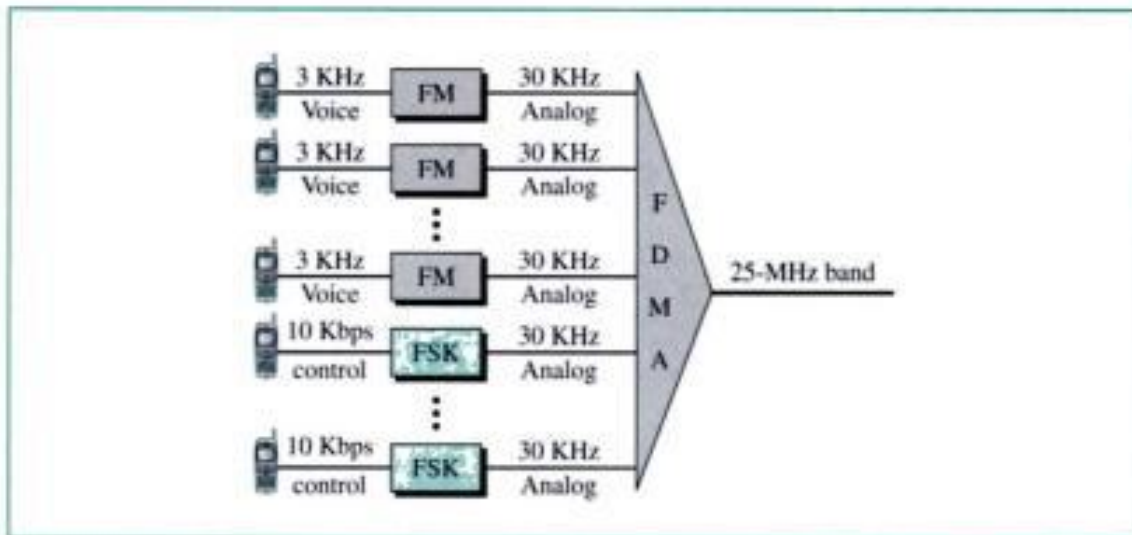 3 KHz
Voice
FM
30 KHz
Analog
3 KHz
Voice
FM
30 KHz
Analog
3 KHz
Voice
FM
30 KHz
Analog
10 Kbps
control
FSK
30 KHz
Analog
10 Kbps
control
FSK
30 KHz
Analog
F
D
M
A
25-MHz band